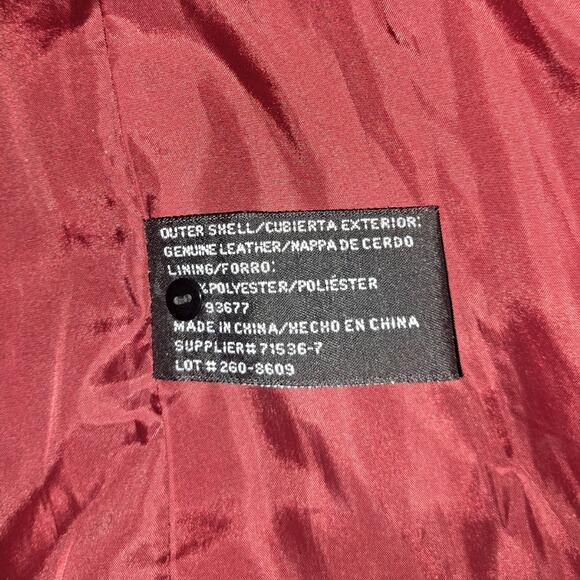 OUTER SHELL/CUBIERTA EXTERIOR:
GENUINE LEATHER/NAPPA DE CERDO
LINING/FORRO:
%POLYESTER/POLIÉSTER
93677
MADE IN CHINA/HECHO EN CHINA
SUPPLIER# 71536-7
LOT # 260-8609